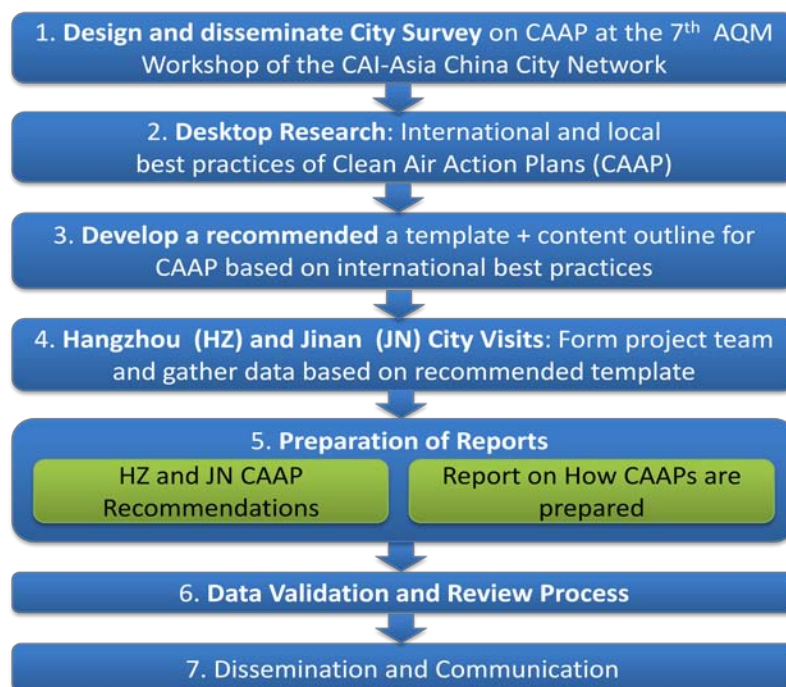 1. Design and disseminate City Survey on CAAP at the 7th AQM
Workshop of the CAI-Asia China City Network
2. Desktop Research: International and local
best practices of Clean Air Action Plans (CAAP)
3. Develop a recommended a template + content outline for
CAAP based on international best practices
4. Hangzhou (HZ) and Jinan (JN) City Visits: Form project team
and gather data based on recommended template
5. Preparation of Reports
HZ and JN CAAP
Recommendations
Report on How CAAPs are
prepared
6. Data Validation and Review Process
7. Dissemination and Communication